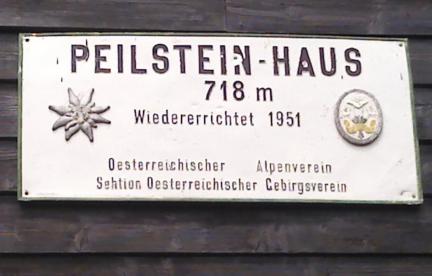 PEILSTEIN-HAUS
718 m
Wiedererrichtet 1951
Oesterreichischer Alpenverein
Sektion Oesterreichischer Gebirgsverein